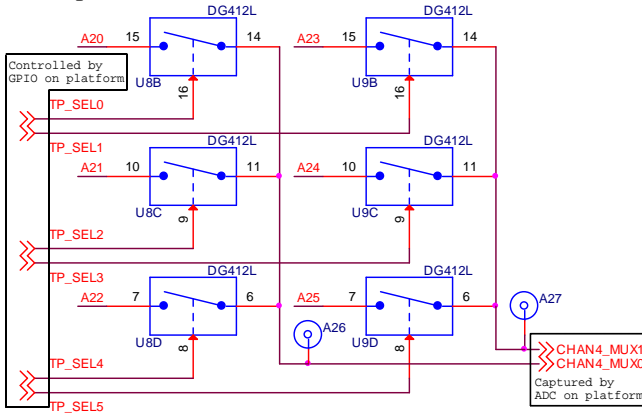 DG412L DG412L
A20 15 14 A23 15 14
Controlled by
GPIO on platform
U8B 16 U9B 16
TP_SEL0
DG412L DG412L
TP_SEL1
A21 10 11 A24 10 11
U8C 9 U9C 9
TP_SEL2
DG412L DG412L
TP_SEL3
A22 7 6 A25 7 6
A27
A26
U8D 8 U9D 8
CHAN4_MUX1
TP_SEL4 CHAN4_MUX0
Captured by
ADC on platform
TP_SEL5